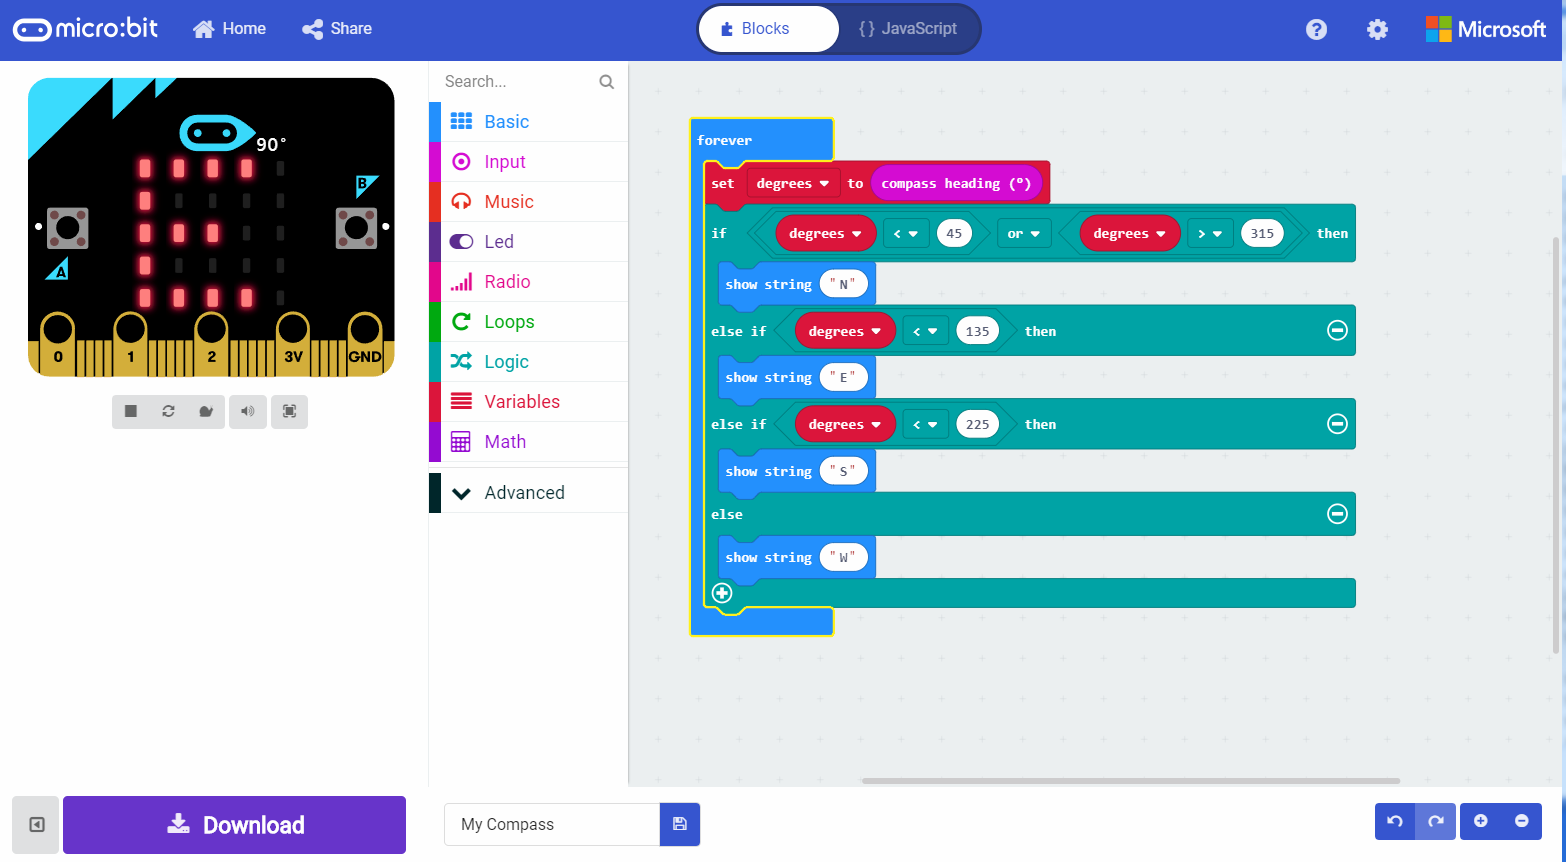 micro:bit Home Share Blocks { } JavaScript ? Microsoft
90°
B
A
0 1 2 3V GND
Search...
Basic
Input
Music
Led
Radio
Loops
Logic
Variables
Math
Advanced
forever
set degrees to compass heading (°)
if degrees < 45 or degrees > 315 then
show string "N"
else if degrees < 135 then
show string "E"
else if degrees < 225 then
show string "S"
else
show string "W"
Download
My Compass